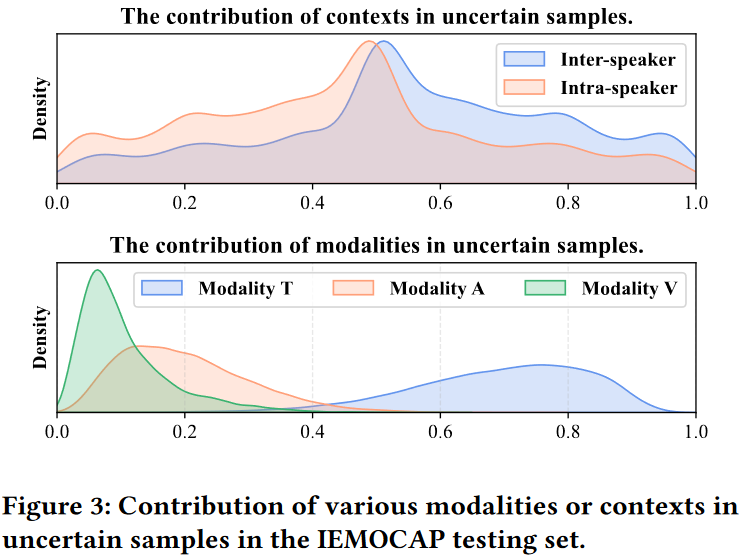 The contribution of contexts in uncertain samples.
Density
Inter-speaker
Intra-speaker
0.0 0.2 0.4 0.6 0.8 1.0
The contribution of modalities in uncertain samples.
Density
Modality T Modality A Modality V
0.0 0.2 0.4 0.6 0.8 1.0
Figure 3: Contribution of various modalities or contexts in
uncertain samples in the IEMOCAP testing set.